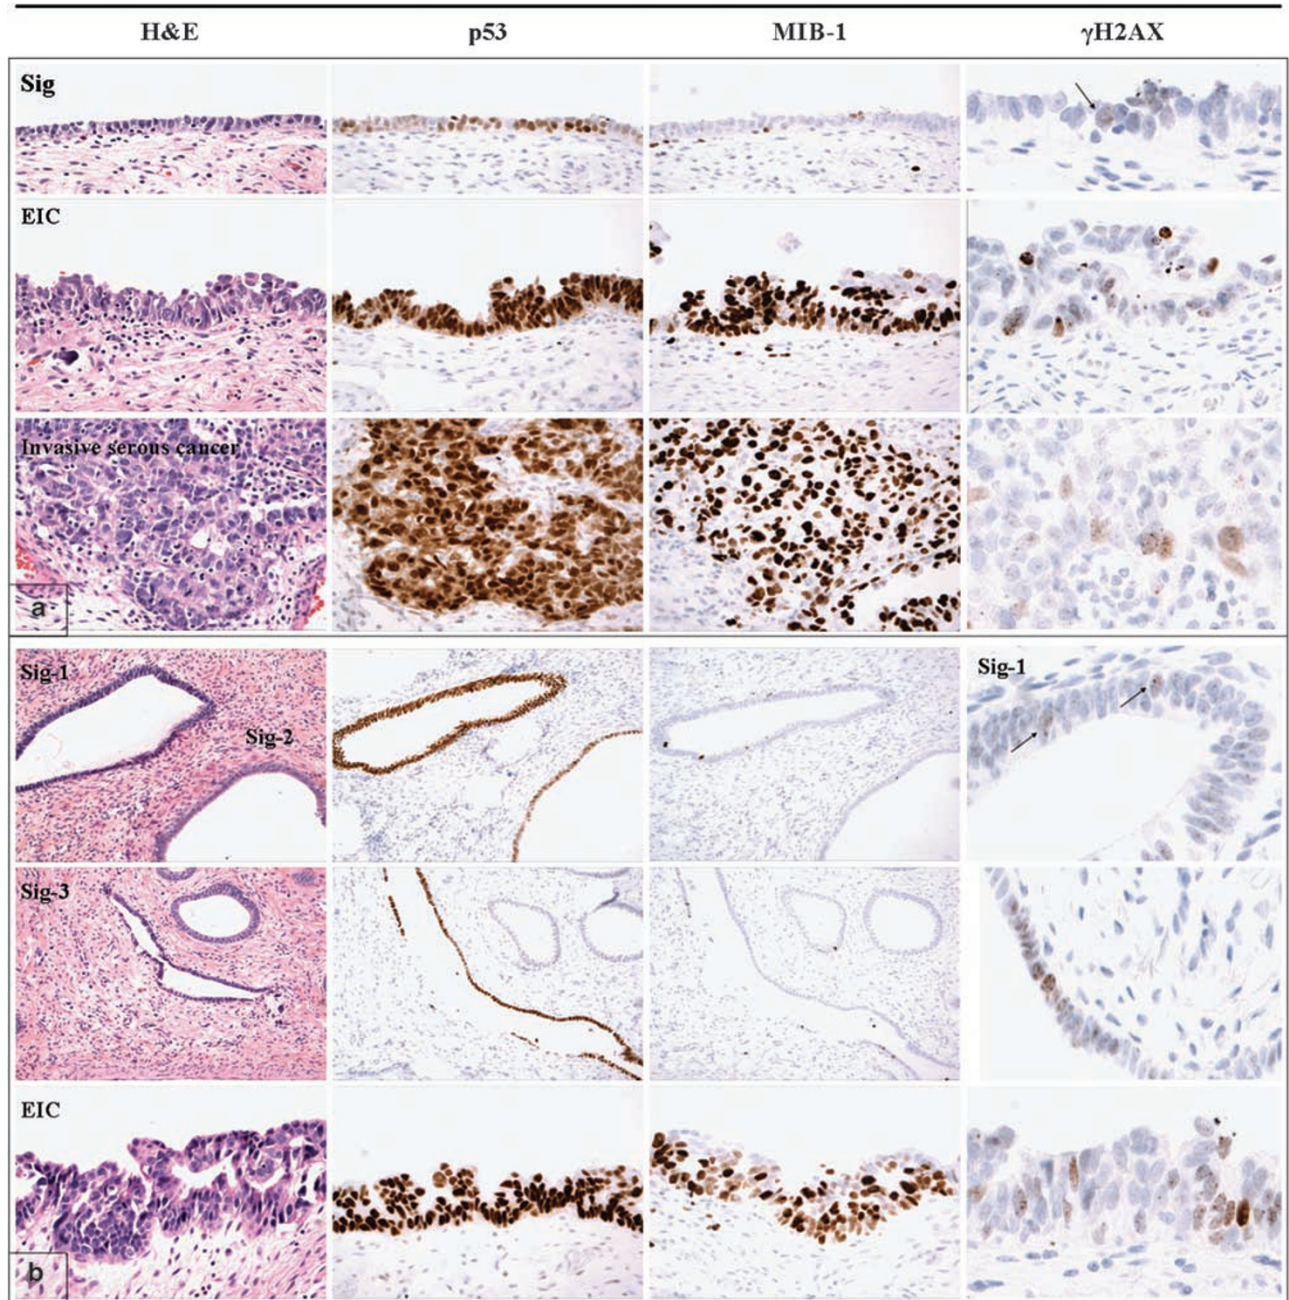 H&E p53 MIB-1 γH2AX
Sig
EIC
Invasive serous cancer
a
Sig-1 Sig-1
Sig-2
Sig-3
EIC
b